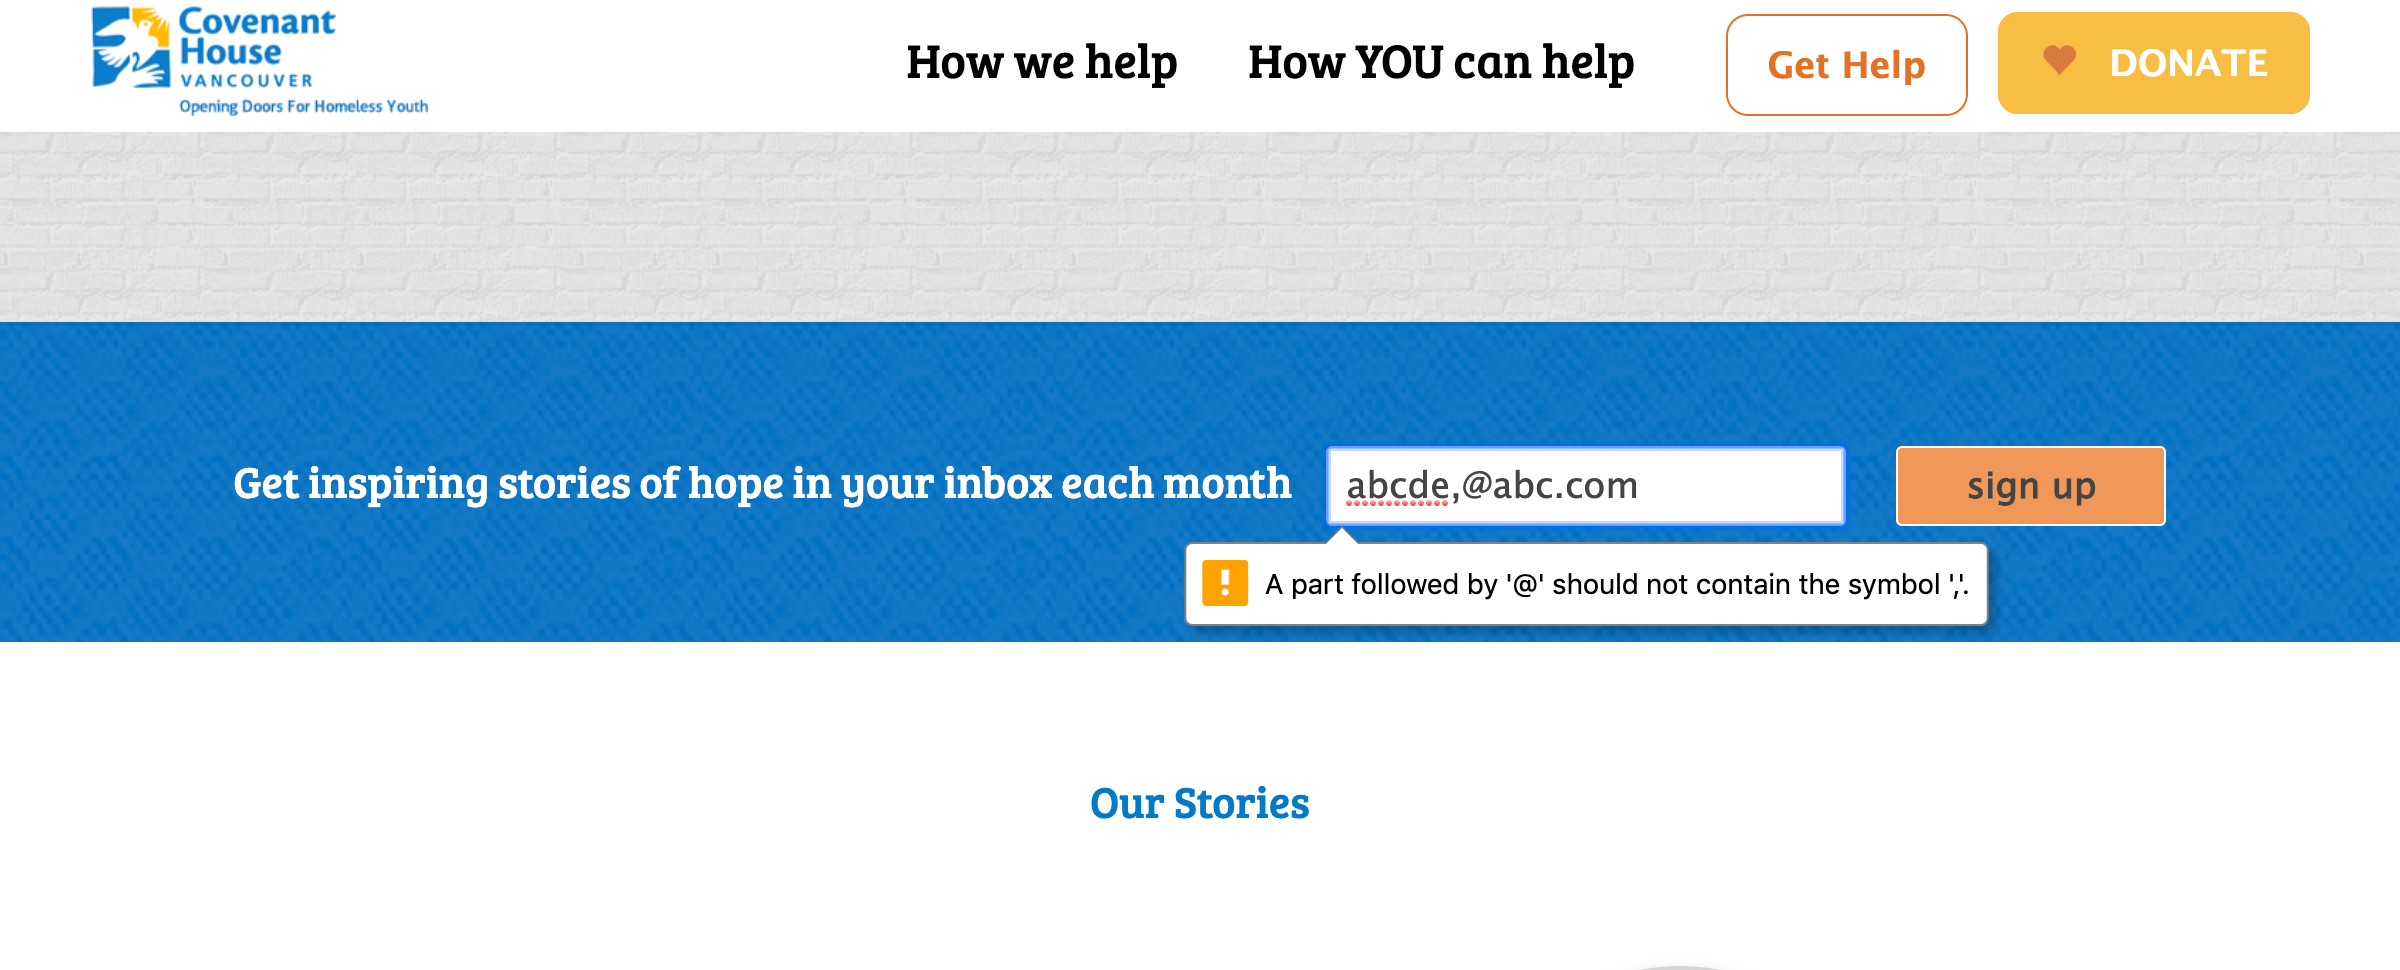 Covenant
House
VANCOUVER
Opening Doors For Homeless Youth
How we help
How YOU can help
Get Help
DONATE
Get inspiring stories of hope in your inbox each month
abcde,@abc.com
sign up
A part followed by '@' should not contain the symbol ','.
Our Stories